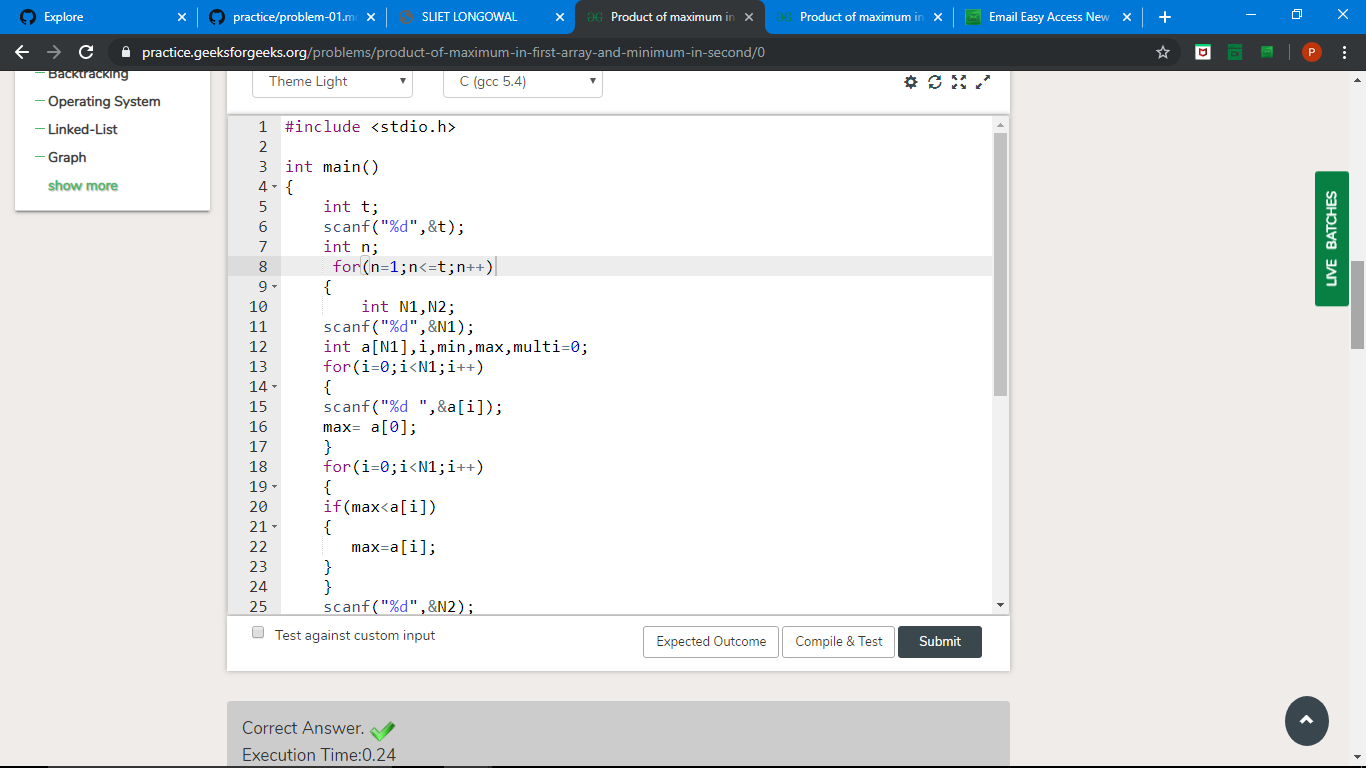 Explore
practice/problem-01.m
SLIET LONGOWAL
Product of maximum in
Product of maximum in
Email Easy Access New
practice.geeksforgeeks.org/problems/product-of-maximum-in-first-array-and-minimum-in-second/0
P
Backtracking
Operating System
Linked-List
Graph
show more
Theme Light
C (gcc 5.4)
1 #include <stdio.h>
2
3 int main()
4 {
5 int t;
6 scanf("%d",&t);
7 int n;
8 for(n=1;n<=t;n++)
9 {
10 int N1,N2;
11 scanf("%d",&N1);
12 int a[N1],i,min,max,multi=0;
13 for(i=0;i<N1;i++)
14 {
15 scanf("%d ",&a[i]);
16 max= a[0];
17 }
18 for(i=0;i<N1;i++)
19 {
20 if(max<a[i])
21 {
22 max=a[i];
23 }
24 }
25 scanf("%d",&N2);
Test against custom input
Expected Outcome
Compile & Test
Submit
Correct Answer.
Execution Time:0.24
LIVE BATCHES